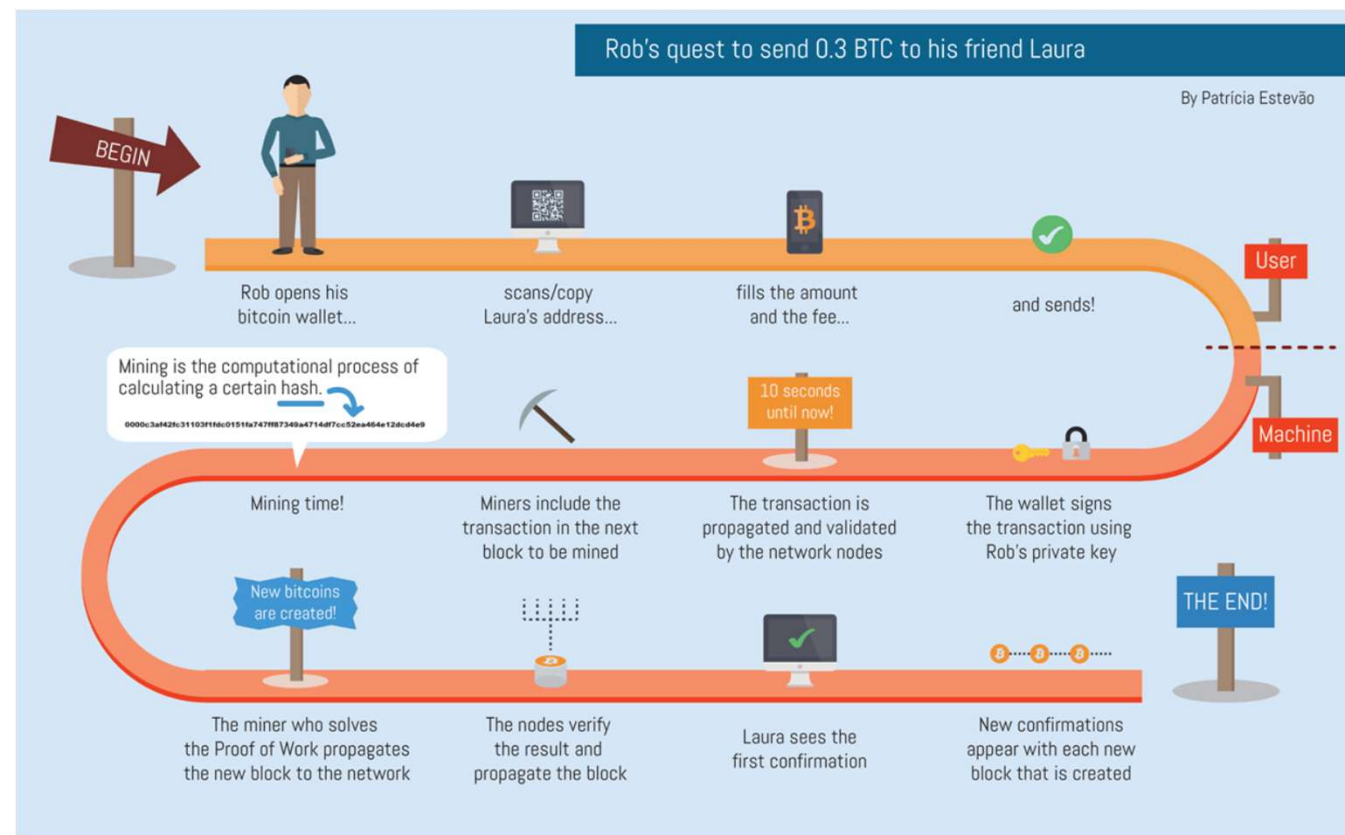 Rob's quest to send 0.3 BTC to his friend Laura
By Patrícia Estevão
BEGIN
Rob opens his
bitcoin wallet...
scans/copy
Laura's address...
fills the amount
and the fee...
and sends!
User
Machine
The wallet signs
the transaction using
Rob's private key
10 seconds
until now!
The transaction is
propagated and validated
by the network nodes
Miners include the
transaction in the next
block to be mined
Mining is the computational process of
calculating a certain hash.
0000c3af42fc31103f1fdc0151fa747ff87349a4714df7cc52ea464e12dcd4e9
Mining time!
New bitcoins
are created!
The miner who solves
the Proof of Work propagates
the new block to the network
The nodes verify
the result and
propagate the block
Laura sees the
first confirmation
New confirmations
appear with each new
block that is created
THE END!